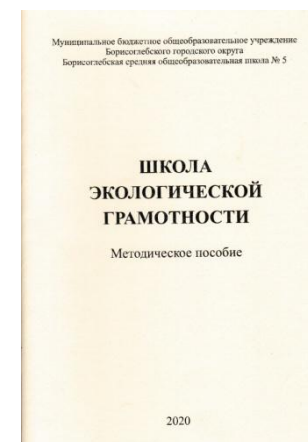 Муниципальное бюджетное общеобразовательное учреждение
Борисоглебского городского округа
Борисоглебская средняя общеобразовательная школа № 5
ШКОЛА
ЭКОЛОГИЧЕСКОЙ
ГРАМОТНОСТИ
Методическое пособие
2020